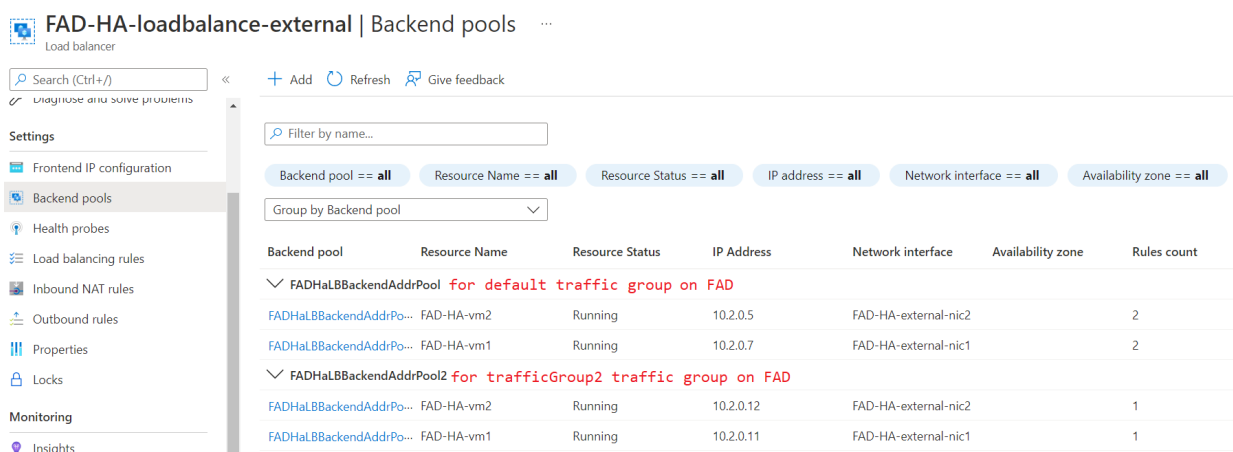 FAD-HA-loadbalance-external | Backend pools ...
Load balancer
Search (Ctrl+/) «
Add Refresh Give feedback
Diagnose and solve problems
Settings
Frontend IP configuration
Backend pools
Health probes
Load balancing rules
Inbound NAT rules
Outbound rules
Properties
Locks
Monitoring
Insights
Filter by name...
Backend pool == all Resource Name == all Resource Status == all IP address == all Network interface == all Availability zone == all
Group by Backend pool
Backend pool Resource Name Resource Status IP Address Network interface Availability zone Rules count
FADHaLBBackendAddrPool for default traffic group on FAD
FADHaLBBackendAddrPo... FAD-HA-vm2 Running 10.2.0.5 FAD-HA-external-nic2 2
FADHaLBBackendAddrPo... FAD-HA-vm1 Running 10.2.0.7 FAD-HA-external-nic1 2
FADHaLBBackendAddrPool2 for trafficGroup2 traffic group on FAD
FADHaLBBackendAddrPo... FAD-HA-vm2 Running 10.2.0.12 FAD-HA-external-nic2 1
FADHaLBBackendAddrPo... FAD-HA-vm1 Running 10.2.0.11 FAD-HA-external-nic1 1